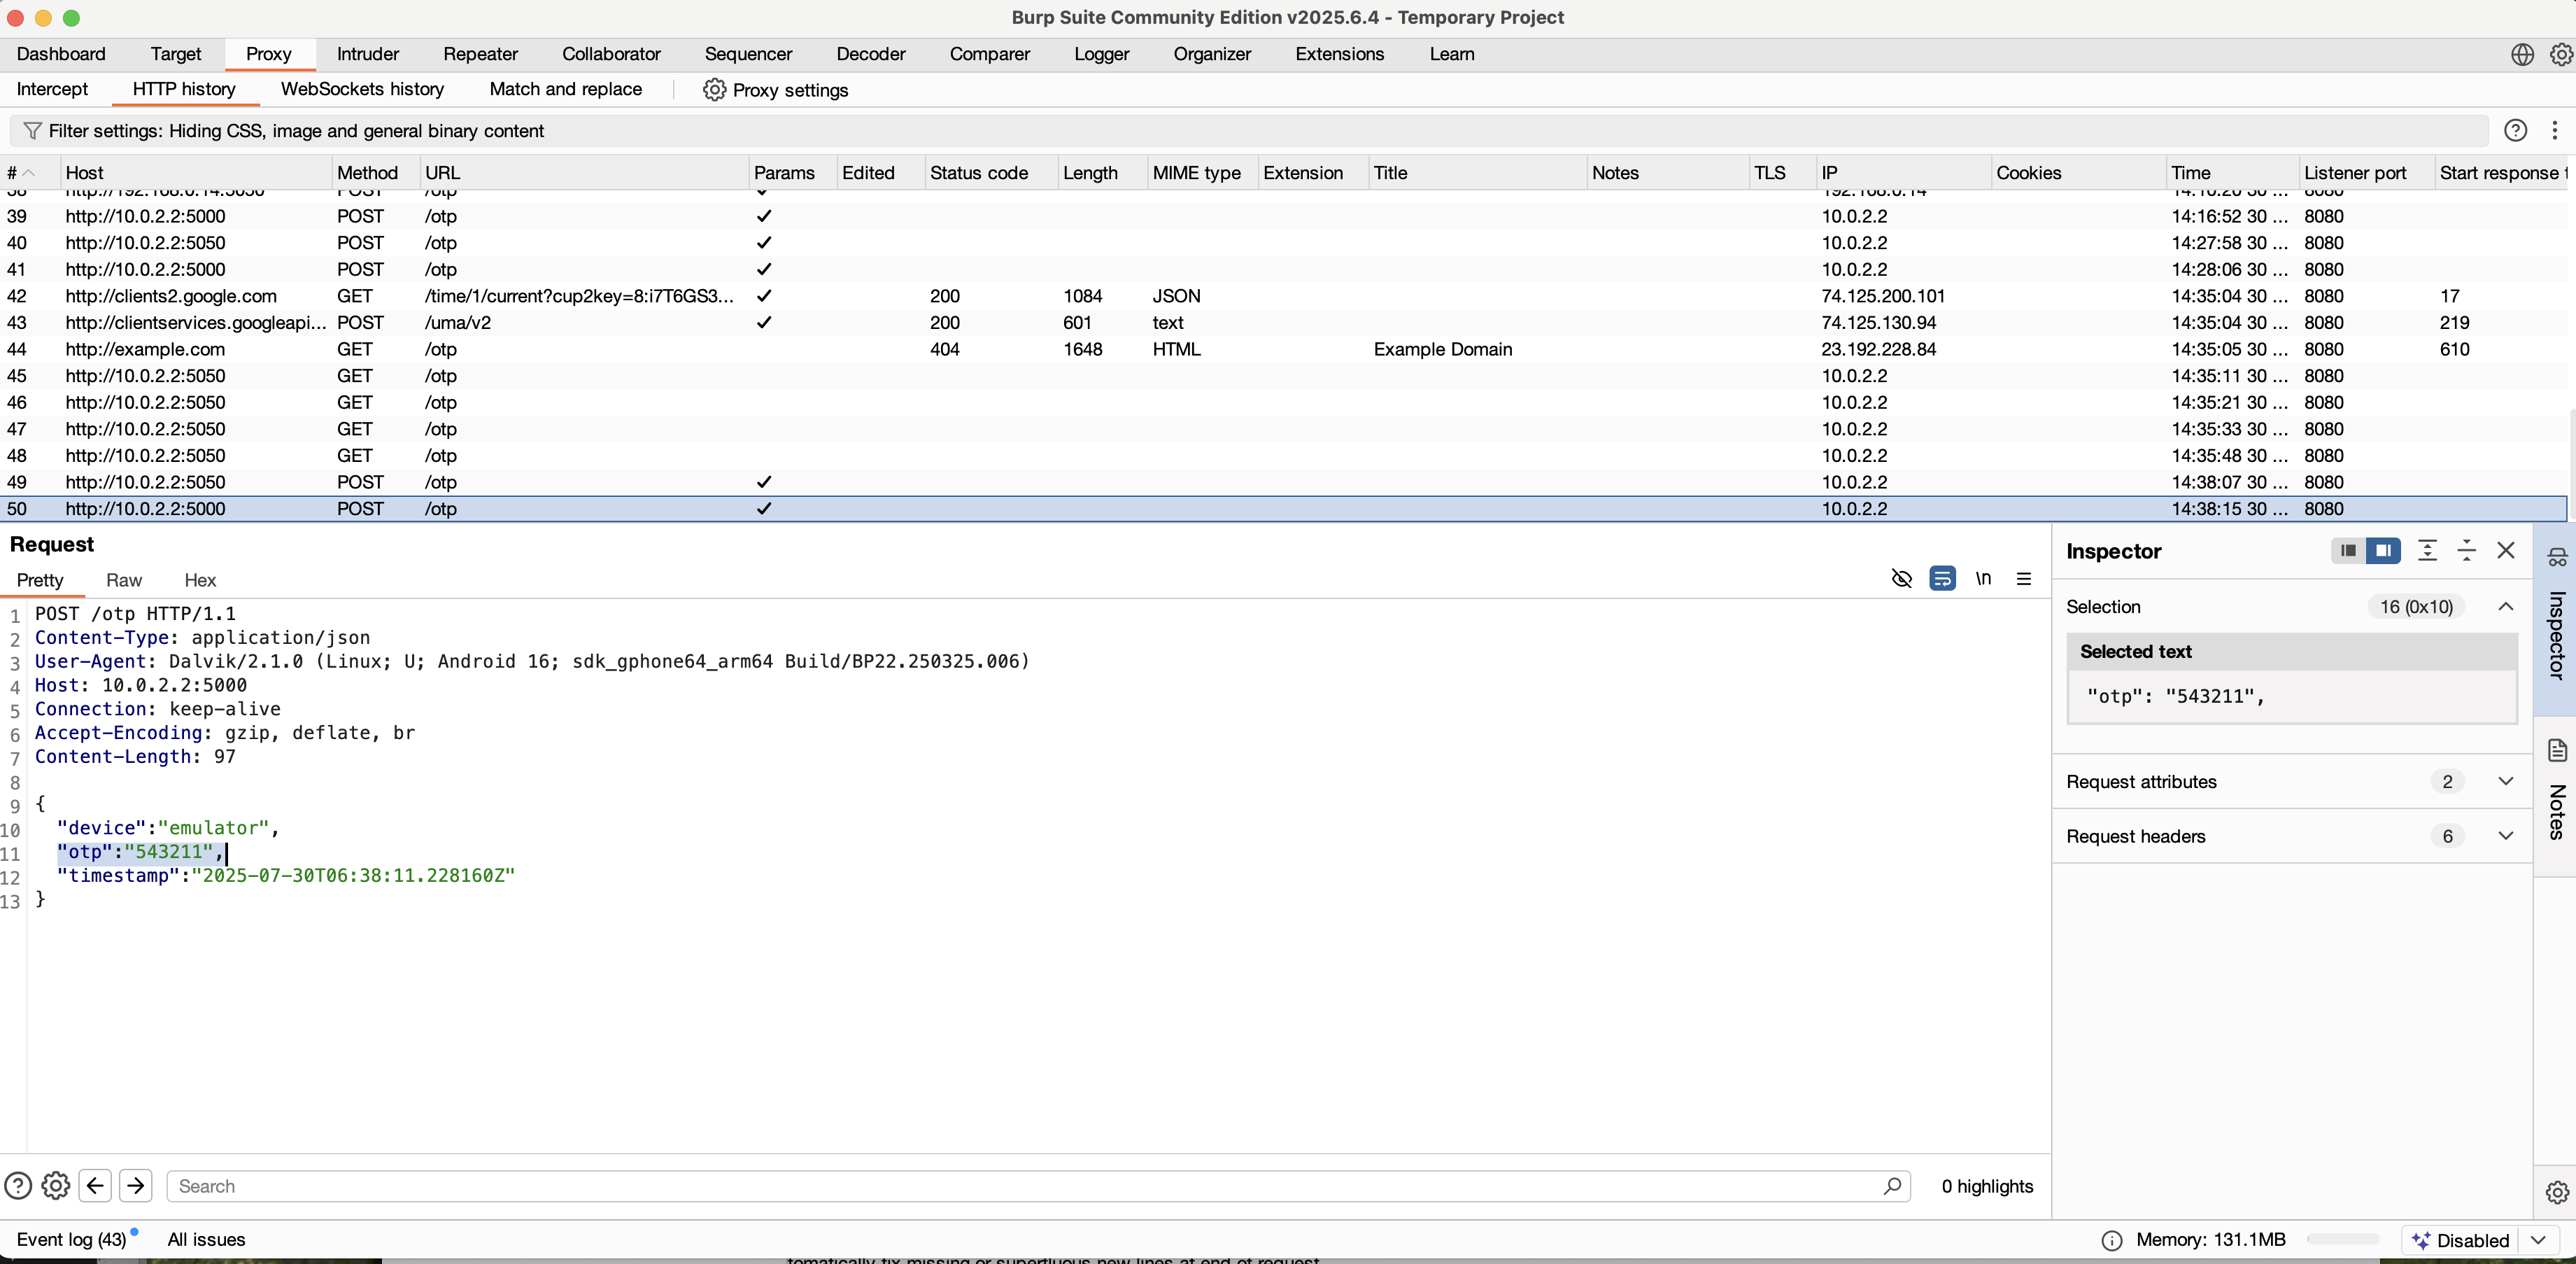 Burp Suite Community Edition v2025.6.4 - Temporary Project
Dashboard Target Proxy Intruder Repeater Collaborator Sequencer Decoder Comparer Logger Organizer Extensions Learn
Intercept HTTP history WebSockets history Match and replace Proxy settings
Filter settings: Hiding CSS, image and general binary content
# Host Method URL Params Edited Status code Length MIME type Extension Title Notes TLS IP Cookies Time Listener port Start response t
38 http://192.168.0.14:5050 POST /otp 192.168.0.14 8080
39 http://10.0.2.2:5000 POST /otp ✓ 10.0.2.2 14:16:52 30 ... 8080
40 http://10.0.2.2:5050 POST /otp ✓ 10.0.2.2 14:27:58 30 ... 8080
41 http://10.0.2.2:5000 POST /otp ✓ 10.0.2.2 14:28:06 30 ... 8080
42 http://clients2.google.com GET /time/1/current?cup2key=8:i7T6GS3... ✓ 200 1084 JSON 74.125.200.101 14:35:04 30 ... 8080 17
43 http://clientservices.googleapi... POST /uma/v2 ✓ 200 601 text 74.125.130.94 14:35:04 30 ... 8080 219
44 http://example.com GET /otp 404 1648 HTML Example Domain 23.192.228.84 14:35:05 30 ... 8080 610
45 http://10.0.2.2:5050 GET /otp 10.0.2.2 14:35:11 30 ... 8080
46 http://10.0.2.2:5050 GET /otp 10.0.2.2 14:35:21 30 ... 8080
47 http://10.0.2.2:5050 GET /otp 10.0.2.2 14:35:33 30 ... 8080
48 http://10.0.2.2:5050 GET /otp 10.0.2.2 14:35:48 30 ... 8080
49 http://10.0.2.2:5050 POST /otp ✓ 10.0.2.2 14:38:07 30 ... 8080
50 http://10.0.2.2:5000 POST /otp ✓ 10.0.2.2 14:38:15 30 ... 8080
Request
Pretty Raw Hex \n
1 POST /otp HTTP/1.1
2 Content-Type: application/json
3 User-Agent: Dalvik/2.1.0 (Linux; U; Android 16; sdk_gphone64_arm64 Build/BP22.250325.006)
4 Host: 10.0.2.2:5000
5 Connection: keep-alive
6 Accept-Encoding: gzip, deflate, br
7 Content-Length: 97
8
9 {
10 "device":"emulator",
11 "otp":"543211",
12 "timestamp":"2025-07-30T06:38:11.228160Z"
13 }
Inspector
Selection 16 (0x10)
Selected text
"otp": "543211",
Request attributes 2
Request headers 6
Inspector
Notes
Search 0 highlights
Event log (43) All issues Memory: 131.1MB Disabled
tomatically fix missing or superfluous new lines at end of request